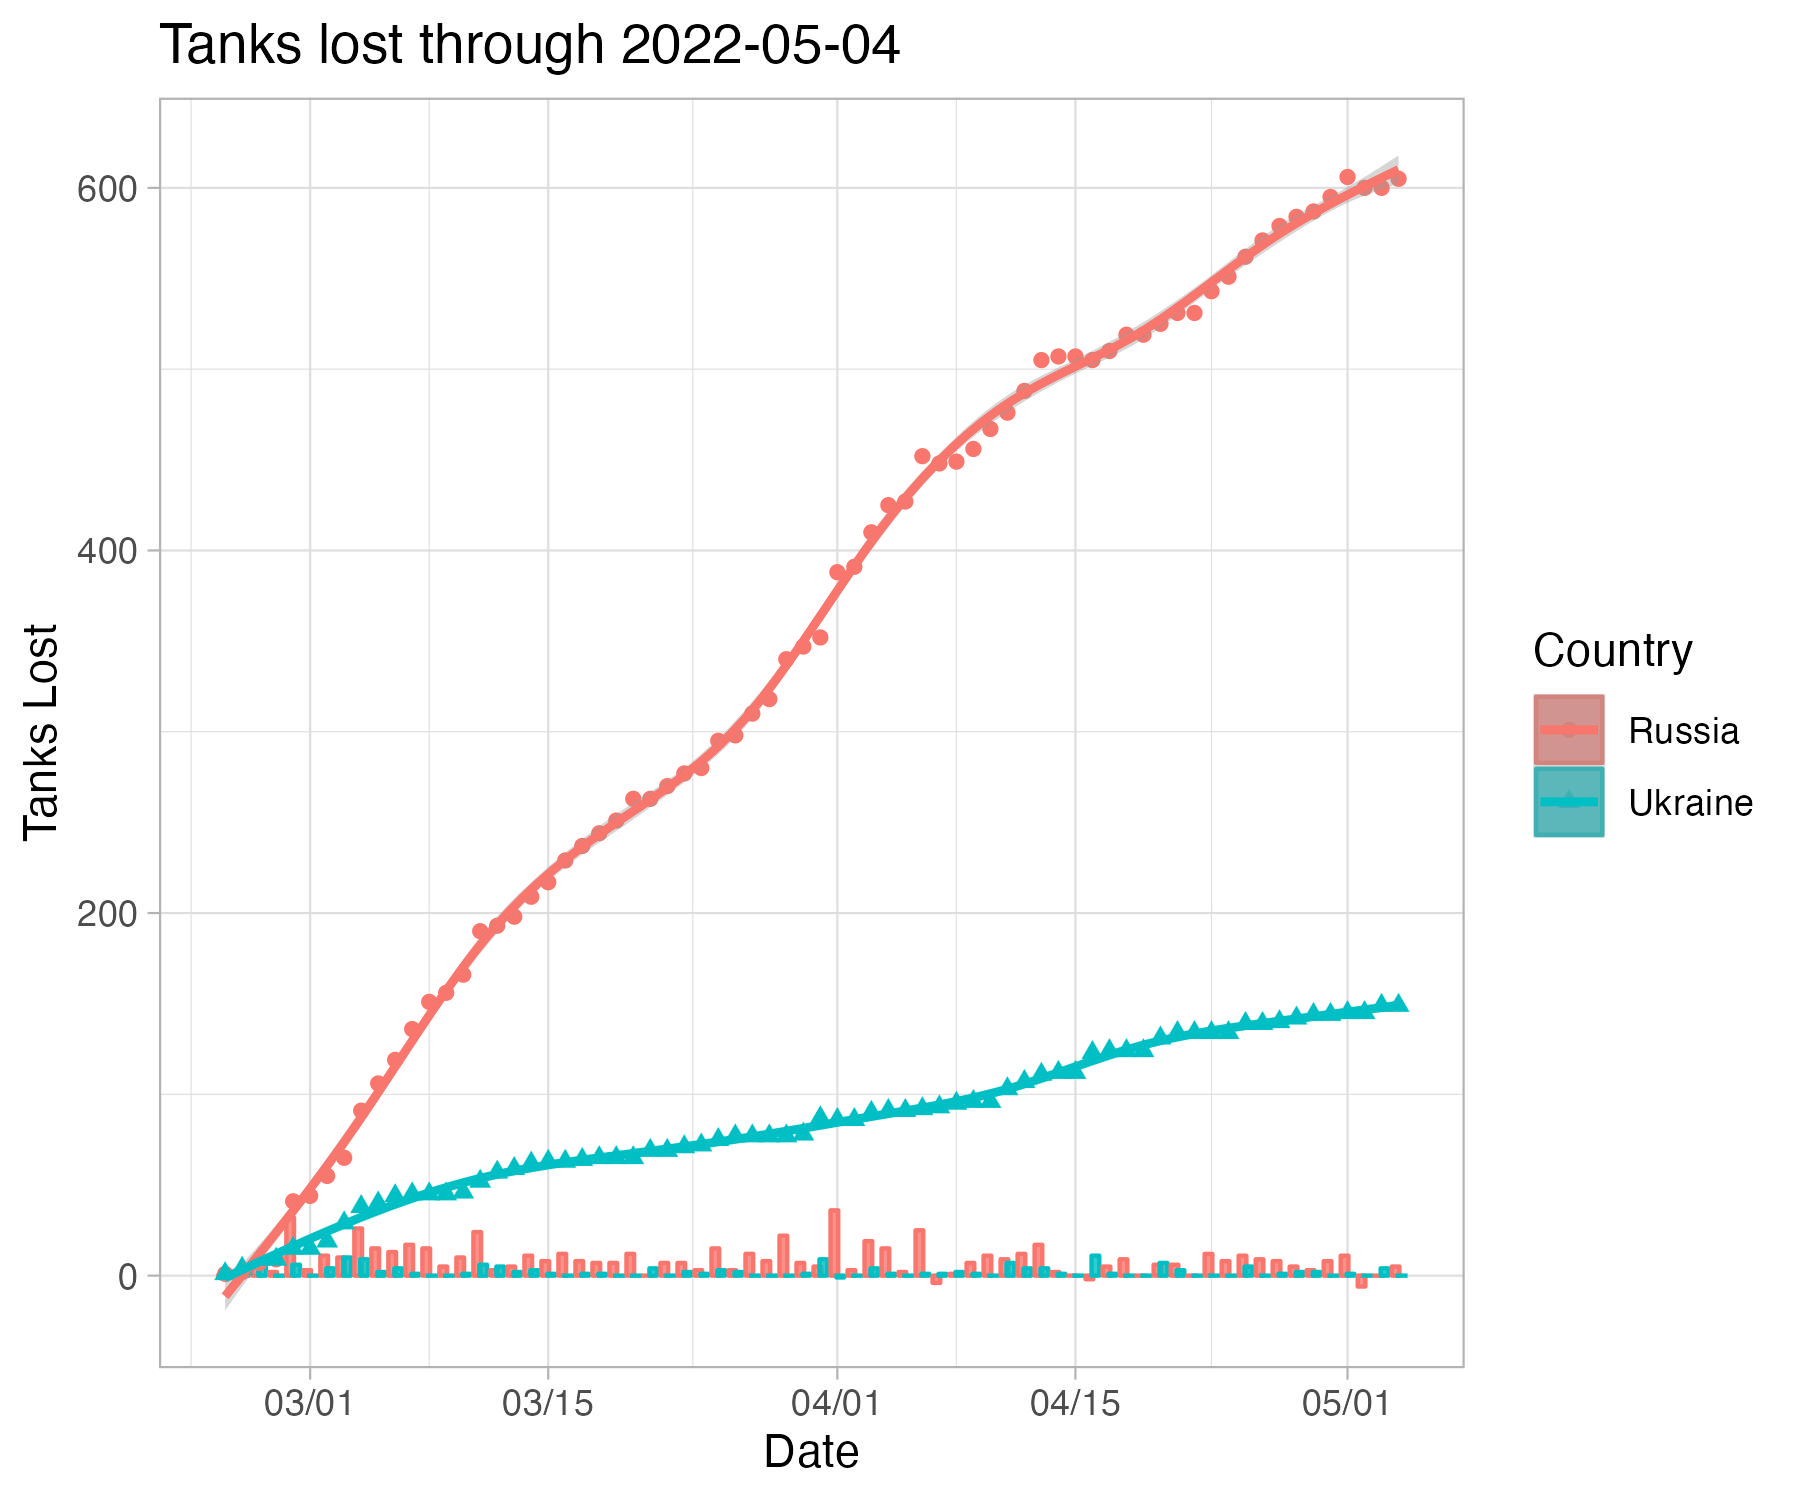 Tanks lost through 2022-05-04
600
400
200
0
Tanks Lost
03/01
03/15
04/01
04/15
05/01
Date
Country
Russia
Ukraine